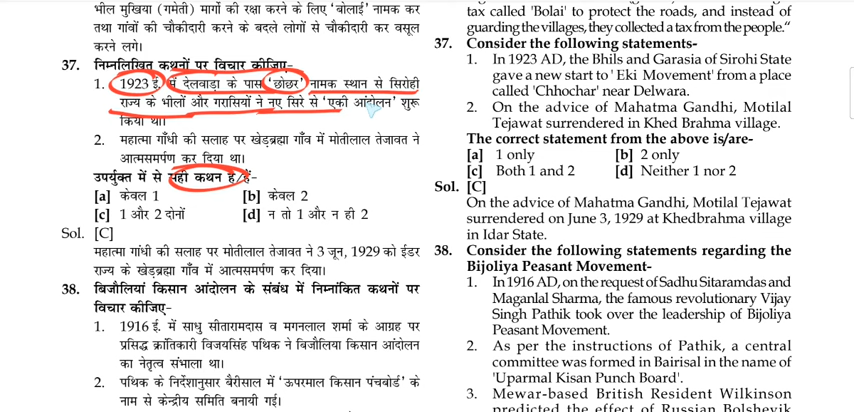 भील मुखिया (गमेती) मार्गों की रक्षा करने के लिए ‘बोलाई’ नामक कर
तथा गांवों की चौकीदारी करने के बदले लोगों से चौकीदारी कर वसूल
करने लगे।
37. निम्नलिखित कथनों पर विचार कीजिए-
1. 1923 ई. में देलवाड़ा के पास ‘छोछर’ नामक स्थान से सिरोही
राज्य के भीलों और गरासियों ने नए सिरे से ‘एकी आंदोलन’ शुरू
किया था।
2. महात्मा गाँधी की सलाह पर खेड़ब्रह्मा गाँव में मोतीलाल तेजावत ने
आत्मसमर्पण कर दिया था।
उपर्युक्त में से सही कथन है/हैं-
[a] केवल 1 [b] केवल 2
[c] 1 और 2 दोनों [d] न तो 1 और न ही 2
Sol. [C]
महात्मा गांधी की सलाह पर मोतीलाल तेजावत ने 3 जून, 1929 को ईडर
राज्य के खेड़ब्रह्मा गाँव में आत्मसमर्पण कर दिया।
38. बिजौलियां किसान आंदोलन के संबंध में निम्नांकित कथनों पर
विचार कीजिए-
1. 1916 ई. में साधु सीतारामदास व मगनलाल शर्मा के आग्रह पर
प्रसिद्ध क्रांतिकारी विजयसिंह पथिक ने बिजौलिया किसान आंदोलन
का नेतृत्व संभाला था।
2. पथिक के निर्देशानुसार बैरीसाल में ‘ऊपरमाल किसान पंचबोर्ड’ के
नाम से केन्द्रीय समिति बनायी गई।
tax called 'Bolai' to protect the roads, and instead of
guarding the villages, they collected a tax from the people.“
37. Consider the following statements-
1. In 1923 AD, the Bhils and Garasia of Sirohi State
gave a new start to ' Eki Movement' from a place
called 'Chhochar' near Delwara.
2. On the advice of Mahatma Gandhi, Motilal
Tejawat surrendered in Khed Brahma village.
The correct statement from the above is/are-
[a] 1 only [b] 2 only
[c] Both 1 and 2 [d] Neither 1 nor 2
Sol. [C]
On the advice of Mahatma Gandhi, Motilal Tejawat
surrendered on June 3, 1929 at Khedbrahma village
in Idar State.
38. Consider the following statements regarding the
Bijoliya Peasant Movement-
1. In 1916 AD, on the request of Sadhu Sitaramdas and
Maganlal Sharma, the famous revolutionary Vijay
Singh Pathik took over the leadership of Bijoliya
Peasant Movement.
2. As per the instructions of Pathik, a central
committee was formed in Bairisal in the name of
'Uparmal Kisan Punch Board'.
3. Mewar-based British Resident Wilkinson
predicted the effect of Russian Bolshevik